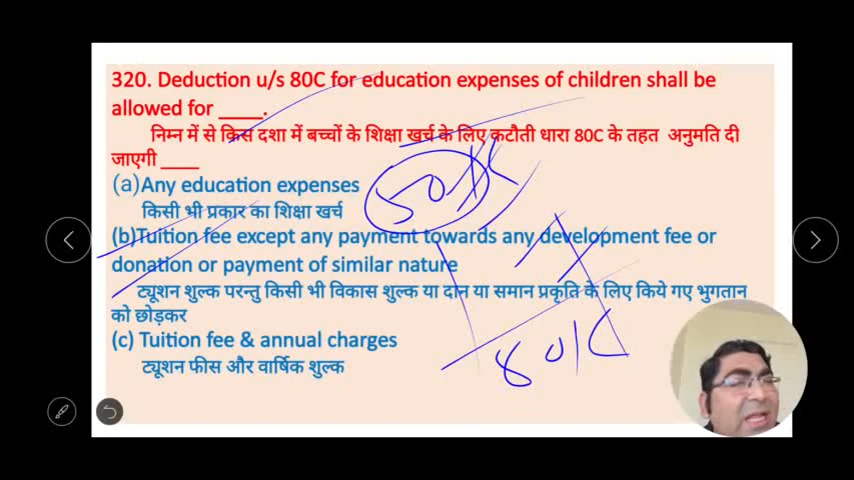 320. Deduction u/s 80C for education expenses of children shall be
allowed for ____.
निम्न में से किस दशा में बच्चों के शिक्षा खर्च के लिए कटौती धारा 80C के तहत अनुमति दी
जाएगी ____
(a)Any education expenses
किसी भी प्रकार का शिक्षा खर्च
(b)Tuition fee except any payment towards any development fee or
donation or payment of similar nature
ट्यूशन शुल्क परन्तु किसी भी विकास शुल्क या दान या समान प्रकृति के लिए किये गए भुगतान
को छोड़कर
(c) Tuition fee & annual charges
ट्यूशन फीस और वार्षिक शुल्क